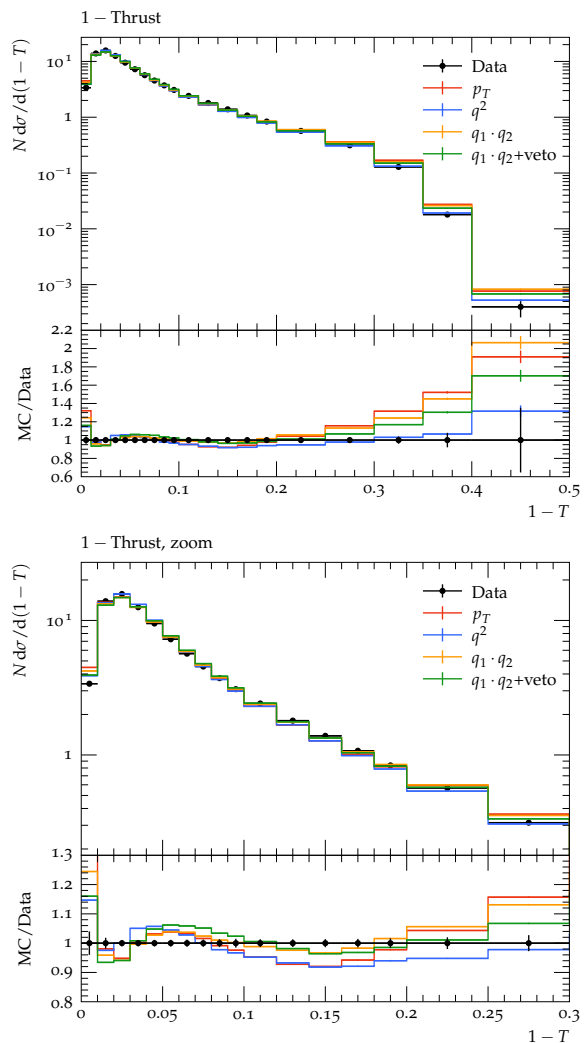 1 − Thrust
N dσ/d(1 − T)
10¹
1
10⁻¹
10⁻²
10⁻³
Data
p_T
q²
q₁ · q₂
q₁ · q₂+veto
MC/Data
2.2
2
1.8
1.6
1.4
1.2
1.0
0.8
0.6
0 0.1 0.2 0.3 0.4 0.5
1 − T
1 − Thrust, zoom
N dσ/d(1 − T)
10¹
1
Data
p_T
q²
q₁ · q₂
q₁ · q₂+veto
MC/Data
1.3
1.2
1.1
1.0
0.9
0.8
0 0.05 0.1 0.15 0.2 0.25 0.3
1 − T